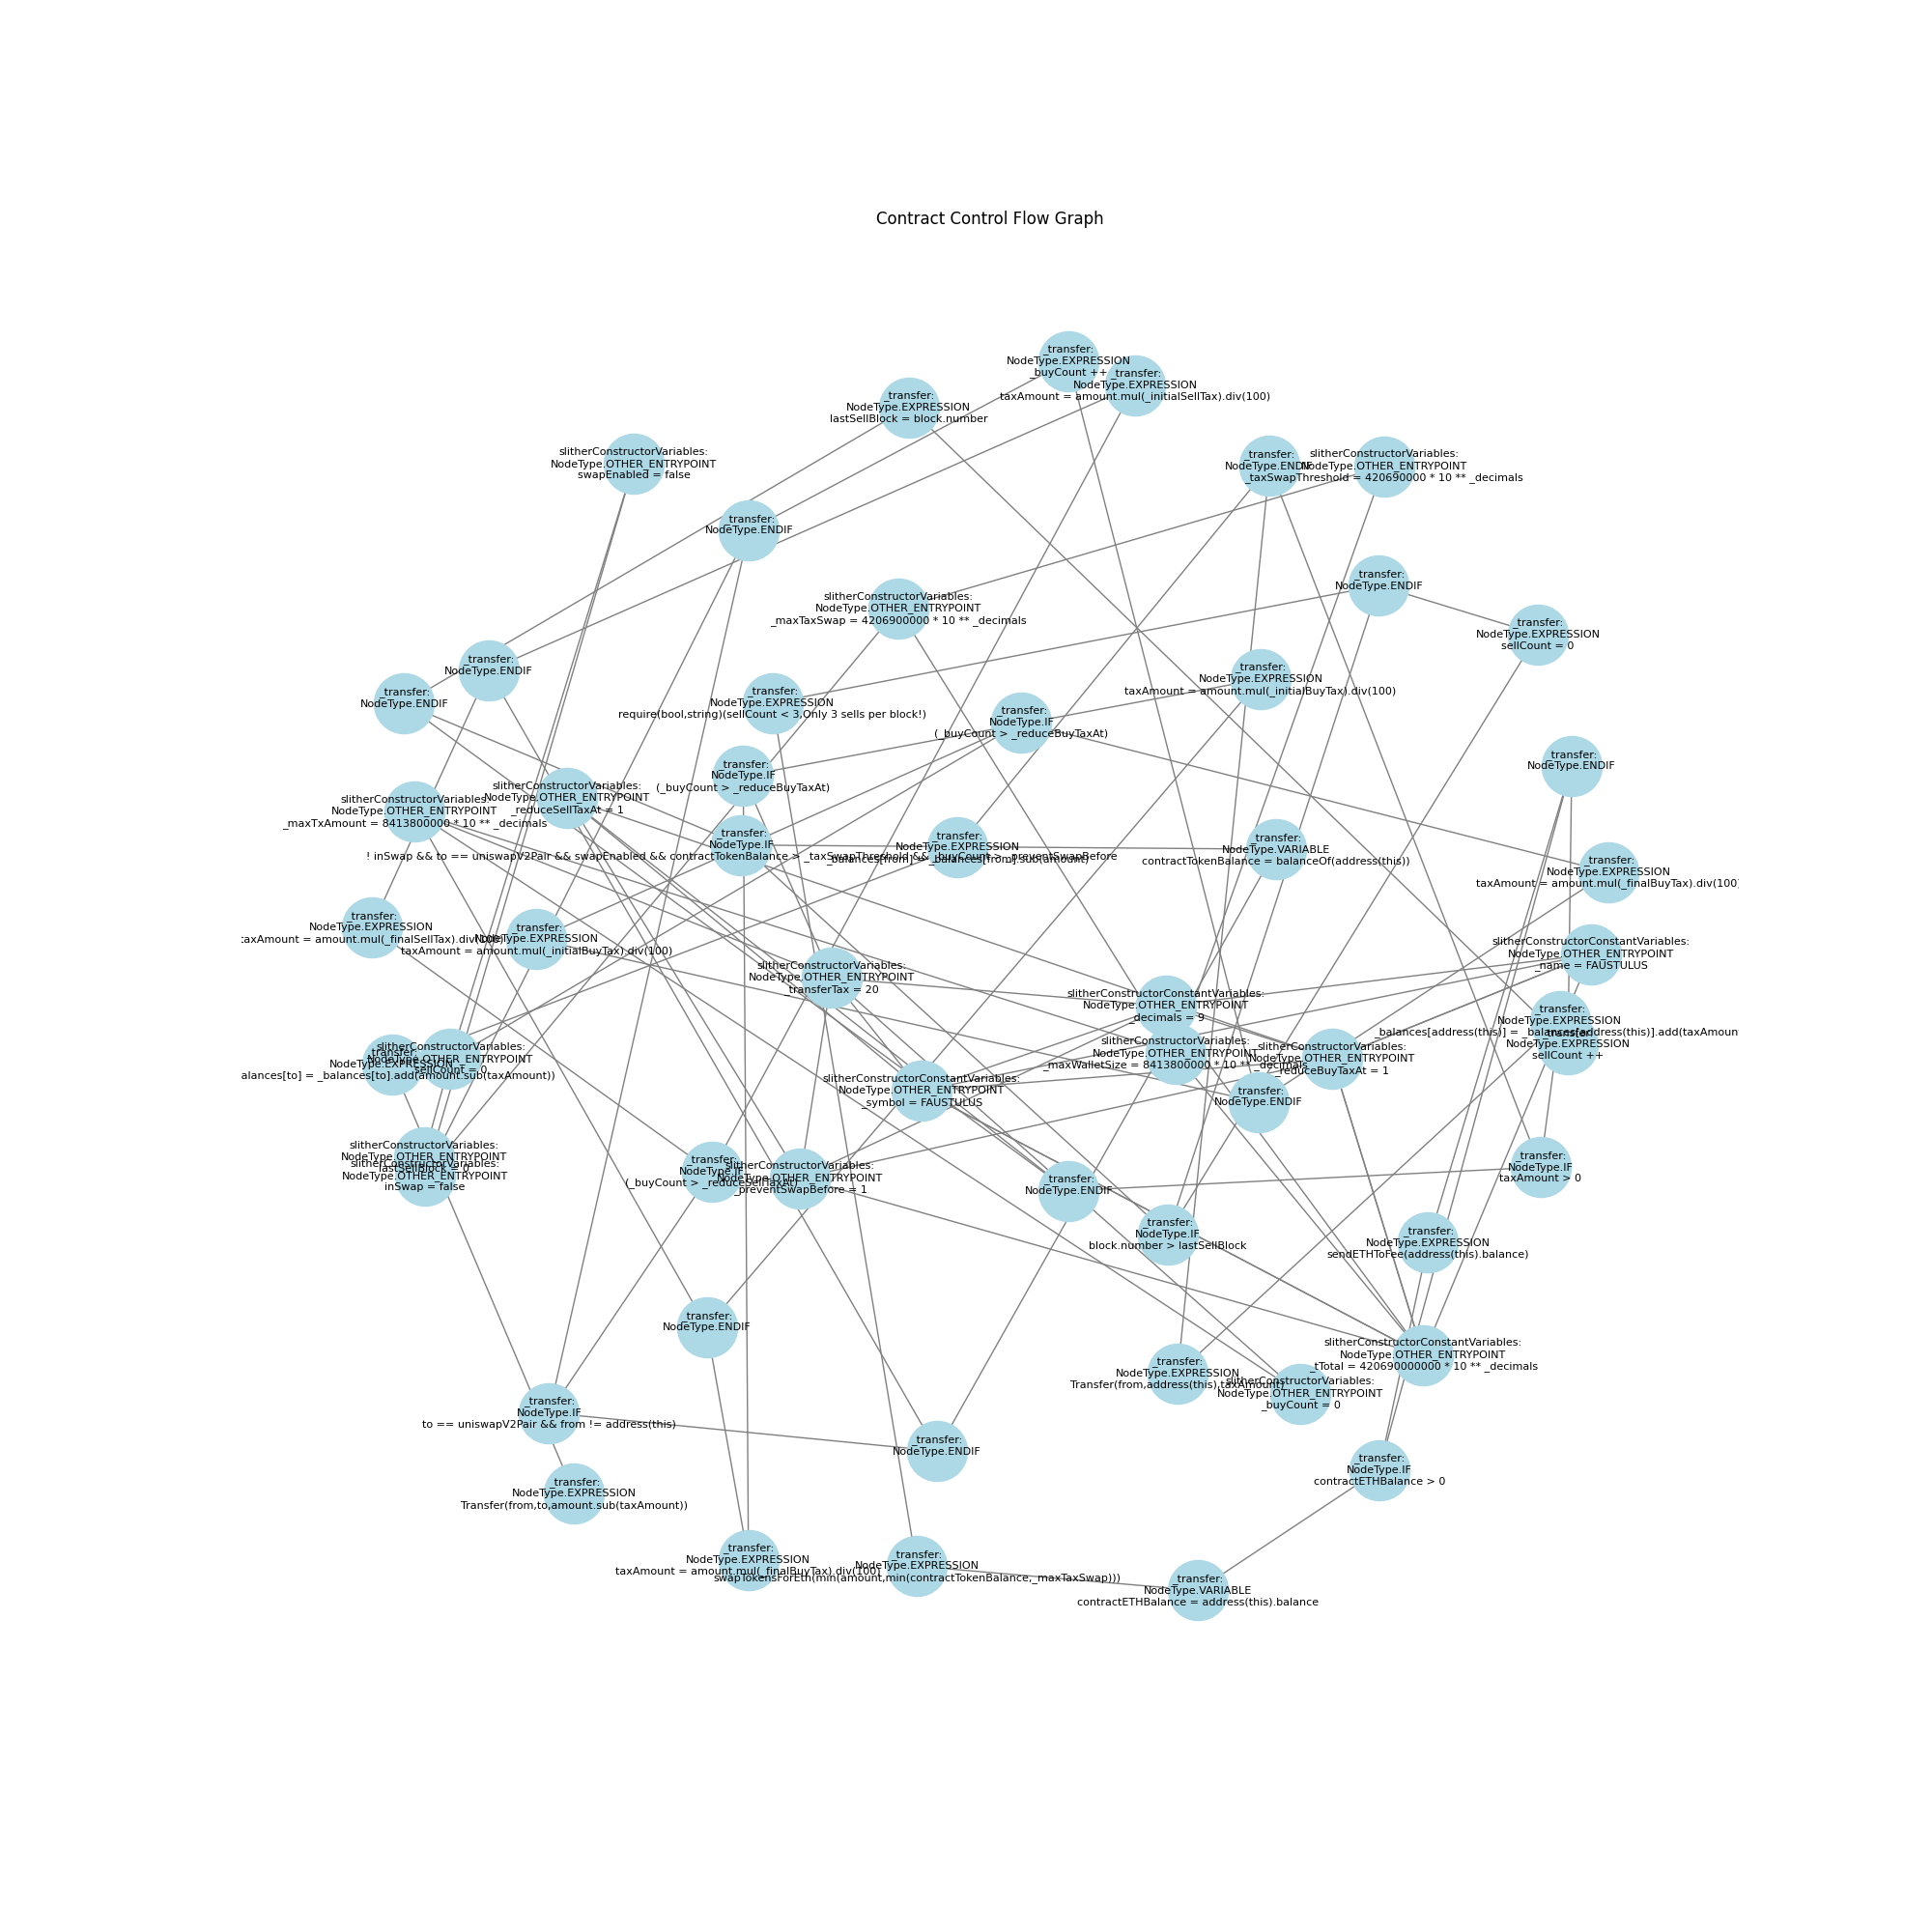 Contract Control Flow Graph
_transfer:
NodeType.EXPRESSION
_buyCount ++
_transfer:
NodeType.EXPRESSION
taxAmount = amount.mul(_initialSellTax).div(100)
_transfer:
NodeType.EXPRESSION
lastSellBlock = block.number
slitherConstructorVariables:
NodeType.OTHER_ENTRYPOINT
swapEnabled = false
_transfer:
NodeType.ENDIF
slitherConstructorVariables:
NodeType.OTHER_ENTRYPOINT
_taxSwapThreshold = 420690000 * 10 ** _decimals
_transfer:
NodeType.ENDIF
_transfer:
NodeType.ENDIF
slitherConstructorVariables:
NodeType.OTHER_ENTRYPOINT
_maxTaxSwap = 4206900000 * 10 ** _decimals
_transfer:
NodeType.EXPRESSION
sellCount = 0
_transfer:
NodeType.ENDIF
_transfer:
NodeType.ENDIF
_transfer:
NodeType.EXPRESSION
require(bool,string)(sellCount < 3,Only 3 sells per block!)
_transfer:
NodeType.EXPRESSION
taxAmount = amount.mul(_initialBuyTax).div(100)
_transfer:
NodeType.IF
(_buyCount > _reduceBuyTaxAt)
_transfer:
NodeType.IF
(_buyCount > _reduceBuyTaxAt)
_transfer:
NodeType.ENDIF
slitherConstructorVariables:
NodeType.OTHER_ENTRYPOINT
_reduceSellTaxAt = 1
slitherConstructorVariables:
NodeType.OTHER_ENTRYPOINT
_maxTxAmount = 8413800000 * 10 ** _decimals
_transfer:
NodeType.IF
! inSwap && to == uniswapV2Pair && swapEnabled && contractTokenBalance > _taxSwapThreshold && _buyCount > _preventSwapBefore
_transfer:
NodeType.EXPRESSION
_balances[from] = _balances[from].sub(amount)
_transfer:
NodeType.VARIABLE
contractTokenBalance = balanceOf(address(this))
_transfer:
NodeType.EXPRESSION
taxAmount = amount.mul(_finalBuyTax).div(100)
_transfer:
NodeType.EXPRESSION
taxAmount = amount.mul(_finalSellTax).div(100)
_transfer:
NodeType.EXPRESSION
taxAmount = amount.mul(_initialBuyTax).div(100)
slitherConstructorConstantVariables:
NodeType.OTHER_ENTRYPOINT
_name = FAUSTULUS
slitherConstructorVariables:
NodeType.OTHER_ENTRYPOINT
_transferTax = 20
slitherConstructorConstantVariables:
NodeType.OTHER_ENTRYPOINT
_decimals = 9
_transfer:
NodeType.EXPRESSION
_balances[address(this)] = _balances[address(this)].add(taxAmoun
_transfer:
NodeType.EXPRESSION
sellCount ++
slitherConstructorVariables:
NodeType.OTHER_ENTRYPOINT
_maxWalletSize = 8413800000 * 10 ** _decimals
slitherConstructorVariables:
NodeType.OTHER_ENTRYPOINT
_reduceBuyTaxAt = 1
slitherConstructorVariables:
NodeType.OTHER_ENTRYPOINT
sellCount = 0
_transfer:
NodeType.EXPRESSION
alances[to] = _balances[to].add(amount.sub(taxAmount))
slitherConstructorConstantVariables:
NodeType.OTHER_ENTRYPOINT
_symbol = FAUSTULUS
_transfer:
NodeType.ENDIF
slitherConstructorVariables:
NodeType.OTHER_ENTRYPOINT
lastSellBlock = 0
slitherConstructorVariables:
NodeType.OTHER_ENTRYPOINT
inSwap = false
_transfer:
NodeType.IF
(_buyCount > _reduceSellTaxAt)
slitherConstructorVariables:
NodeType.OTHER_ENTRYPOINT
_preventSwapBefore = 1
_transfer:
NodeType.ENDIF
_transfer:
NodeType.IF
taxAmount > 0
_transfer:
NodeType.IF
block.number > lastSellBlock
_transfer:
NodeType.EXPRESSION
sendETHToFee(address(this).balance)
_transfer:
NodeType.ENDIF
slitherConstructorConstantVariables:
NodeType.OTHER_ENTRYPOINT
_tTotal = 420690000000 * 10 ** _decimals
_transfer:
NodeType.EXPRESSION
Transfer(from,address(this),taxAmount)
slitherConstructorVariables:
NodeType.OTHER_ENTRYPOINT
_buyCount = 0
_transfer:
NodeType.IF
to == uniswapV2Pair && from != address(this)
_transfer:
NodeType.ENDIF
_transfer:
NodeType.IF
contractETHBalance > 0
_transfer:
NodeType.EXPRESSION
Transfer(from,to,amount.sub(taxAmount))
_transfer:
NodeType.EXPRESSION
taxAmount = amount.mul(_finalBuyTax).div(100)
_transfer:
NodeType.EXPRESSION
swapTokensForEth(min(amount,min(contractTokenBalance,_maxTaxSwap)))
_transfer:
NodeType.VARIABLE
contractETHBalance = address(this).balance